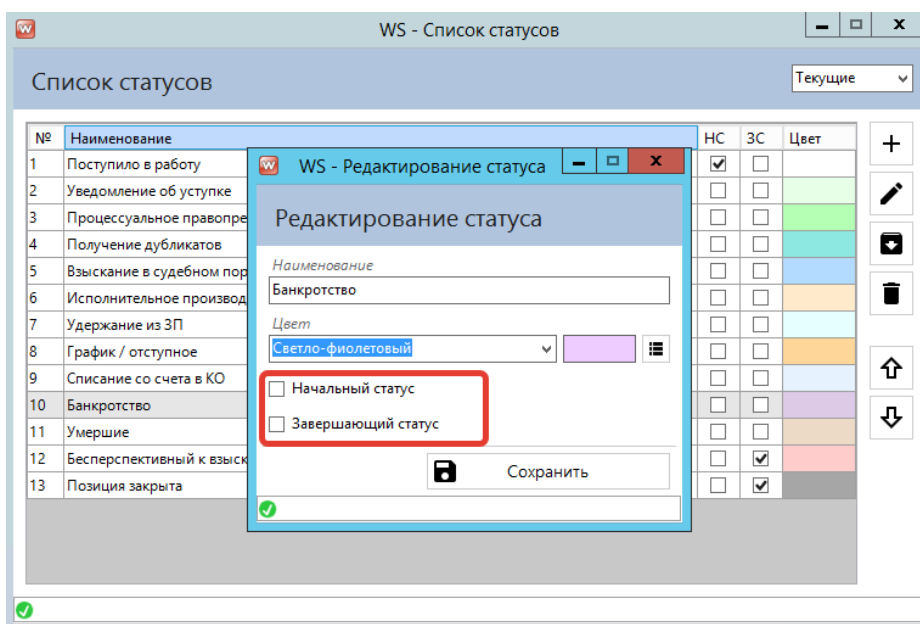 WS - Список статусов
Список статусов
Текущие
№ Наименование НС ЗС Цвет
1 Поступило в работу
2 Уведомление об уступке
3 Процессуальное правопре
4 Получение дубликатов
5 Взыскание в судебном пор
6 Исполнительное производ
7 Удержание из ЗП
8 График / отступное
9 Списание со счета в КО
10 Банкротство
11 Умершие
12 Бесперспективный к взыск
13 Позиция закрыта
WS - Редактирование статуса
Редактирование статуса
Наименование
Банкротство
Цвет
Светло-фиолетовый
Начальный статус
Завершающий статус
Сохранить